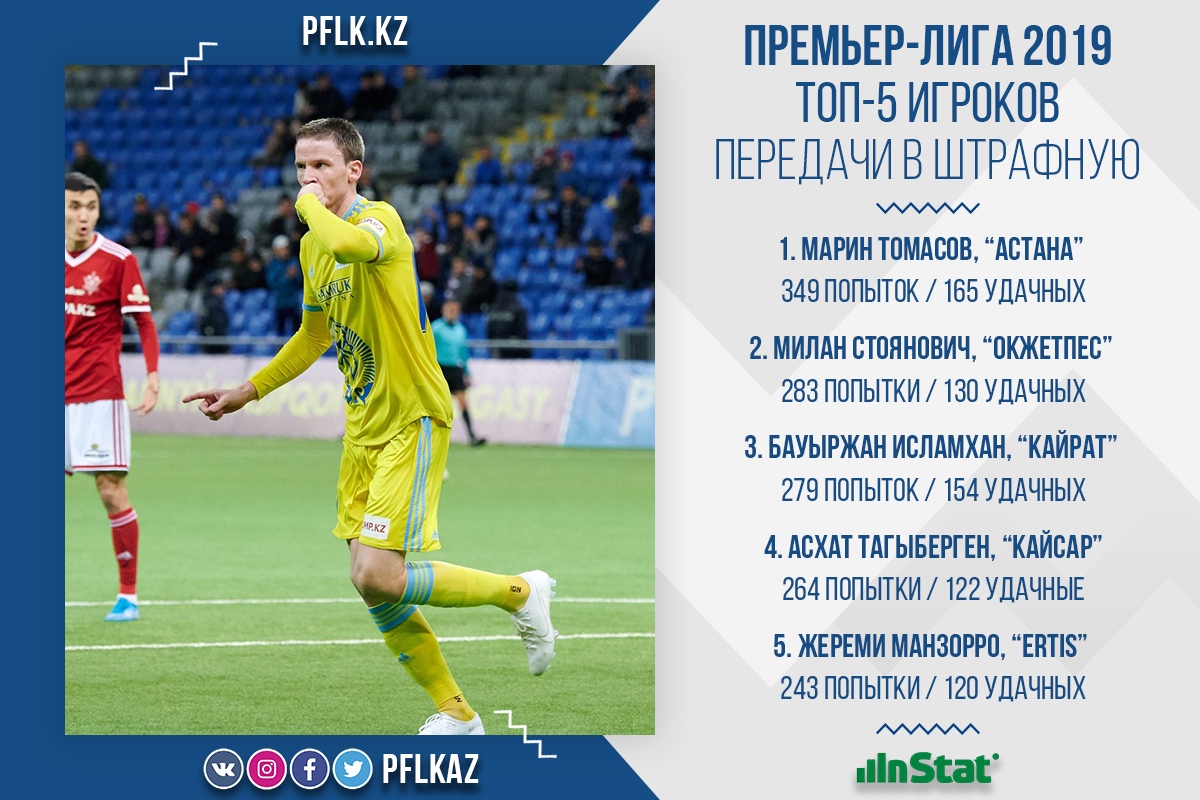 PFLK.KZ
ПРЕМЬЕР-ЛИГА 2019
ТОП-5 ИГРОКОВ
ПЕРЕДАЧИ В ШТРАФНУЮ
1. МАРИН ТОМАСОВ, “АСТАНА”
349 ПОПЫТОК / 165 УДАЧНЫХ
2. МИЛАН СТОЯНОВИЧ, “ОКЖЕТПЕС”
283 ПОПЫТКИ / 130 УДАЧНЫХ
3. БАУЫРЖАН ИСЛАМХАН, “КАЙРАТ”
279 ПОПЫТОК / 154 УДАЧНЫХ
4. АСХАТ ТАГЫБЕРГЕН, “КАЙСАР”
264 ПОПЫТКИ / 122 УДАЧНЫЕ
5. ЖЕРЕМИ МАНЗОРРО, “ERTIS”
243 ПОПЫТКИ / 120 УДАЧНЫХ
PFLKAZ
InStat